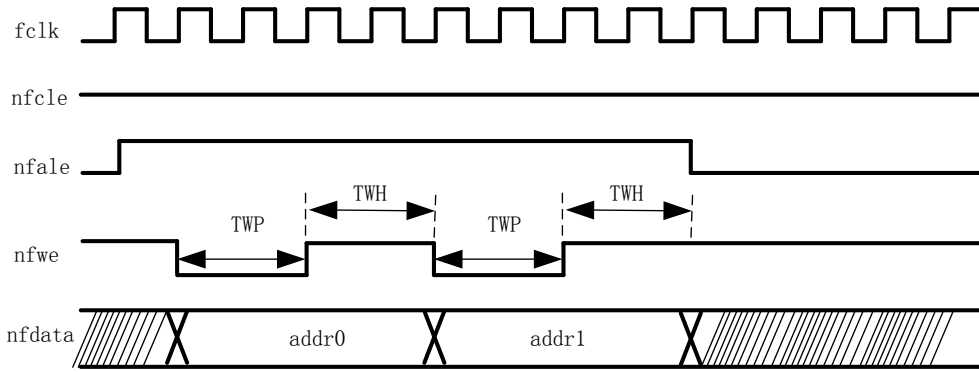 fclk
nfcle
nfale
TWH TWH
TWP TWP
nfwe
nfdata addr0 addr1